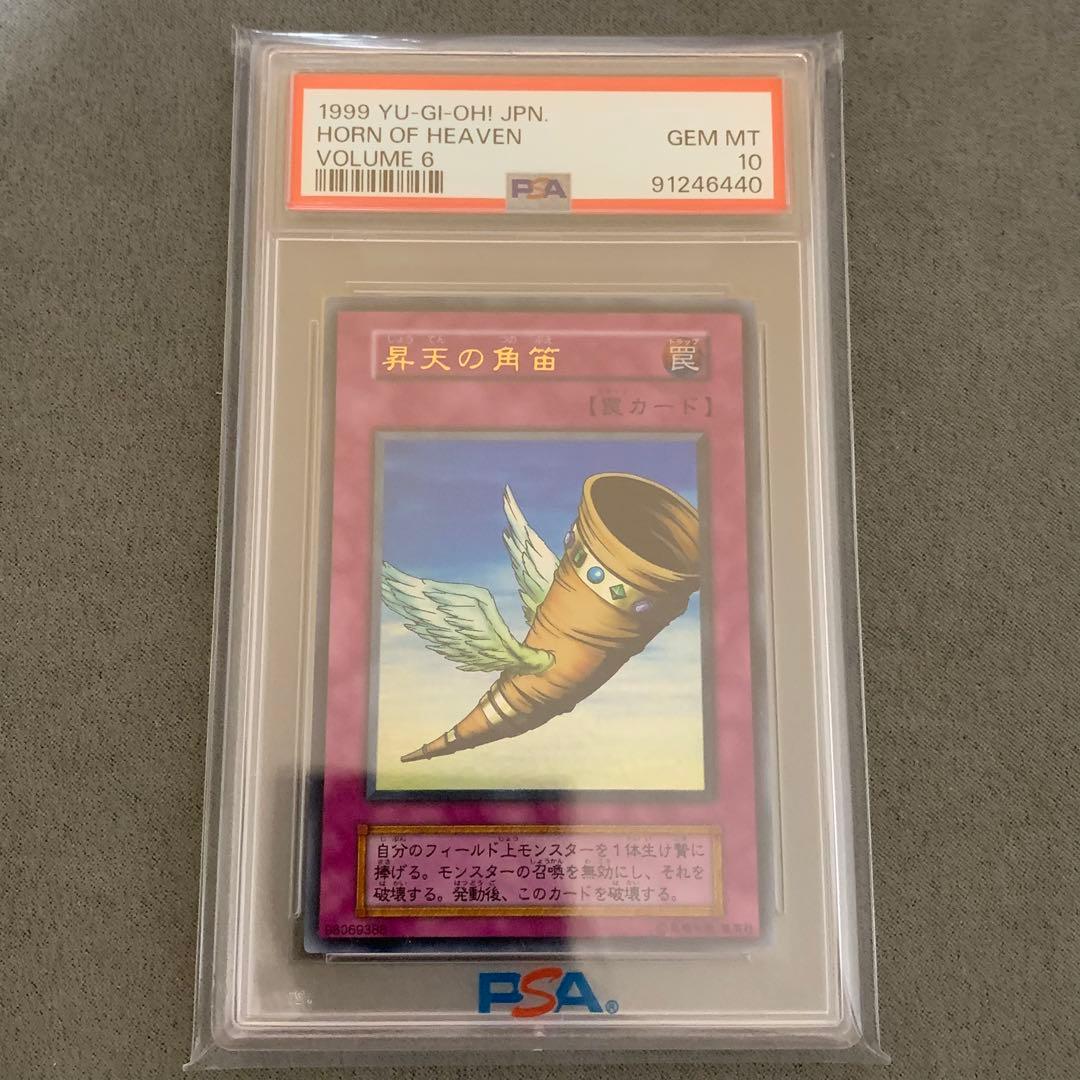 1999 YU-GI-OH! JPN.
HORN OF HEAVEN
GEM MT
VOLUME 6
10
PSA
91246440
昇天の角笛
罠
トラップ
【罠カード】
自分のフィールド上モンスターを1体生け贄に
捧げる。モンスターの召喚を無効にし、それを
破壊する。発動後、このカードを破壊する。
98069388
PSA®